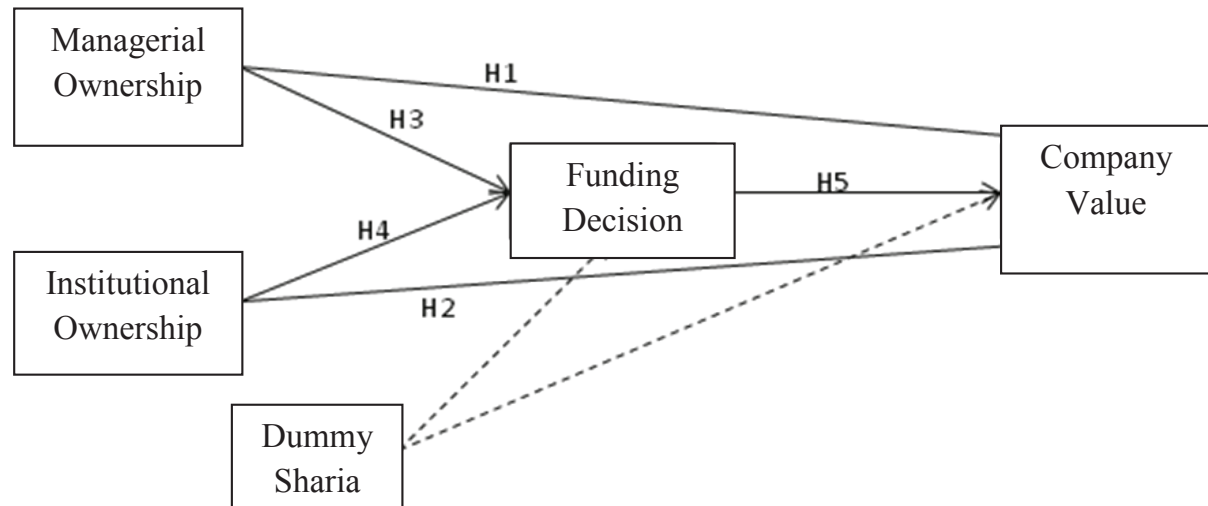 Managerial
Ownership
H1
H3
Funding
Decision
H5
Company
Value
H4
Institutional
Ownership
H2
Dummy
Sharia